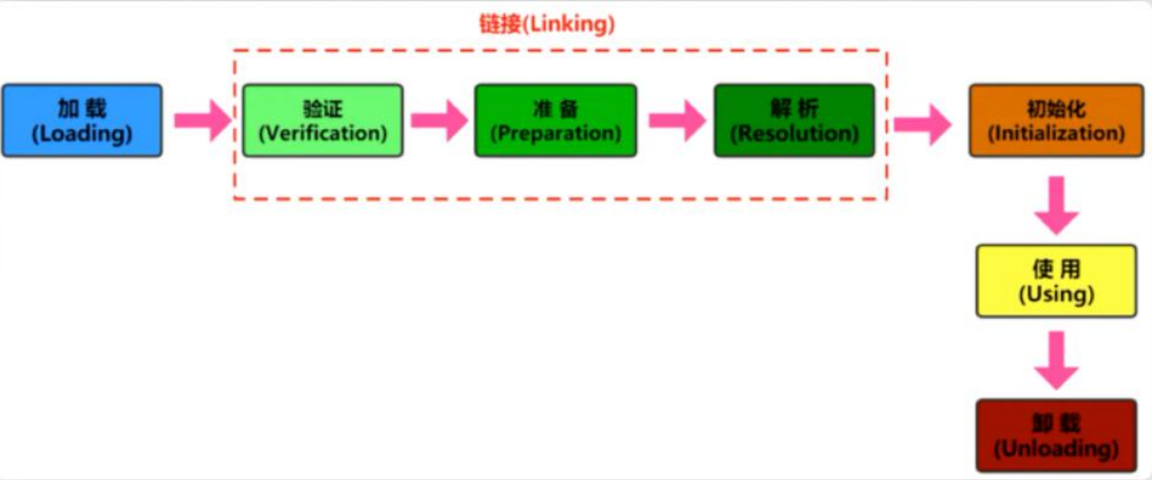 链接(Linking)
加 载
(Loading)
验证
(Verification)
准 备
(Preparation)
解 析
(Resolution)
初始化
(Initialization)
使 用
(Using)
卸 载
(Unloading)